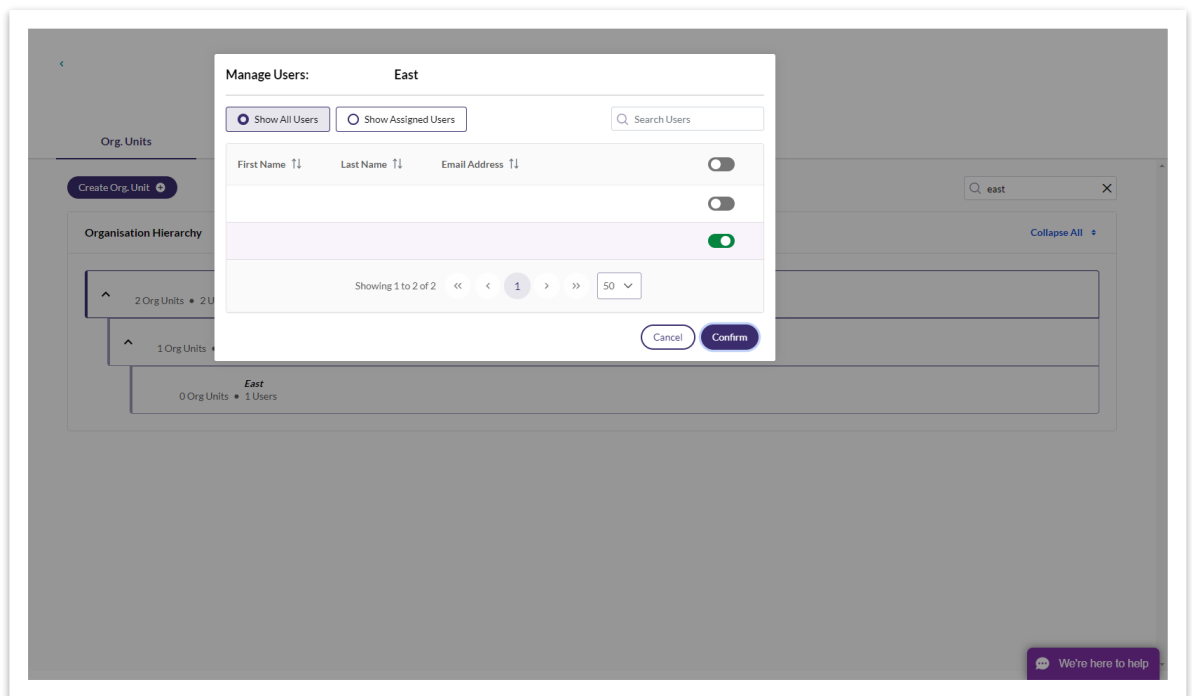 Manage Users: East
Show All Users Show Assigned Users Search Users
Org. Units
First Name Last Name Email Address
Create Org. Unit east
Organisation Hierarchy Collapse All
Showing 1 to 2 of 2 1 50
2 Org Units • 2 U
Cancel Confirm
1 Org Units •
East
0 Org Units • 1 Users
We're here to help